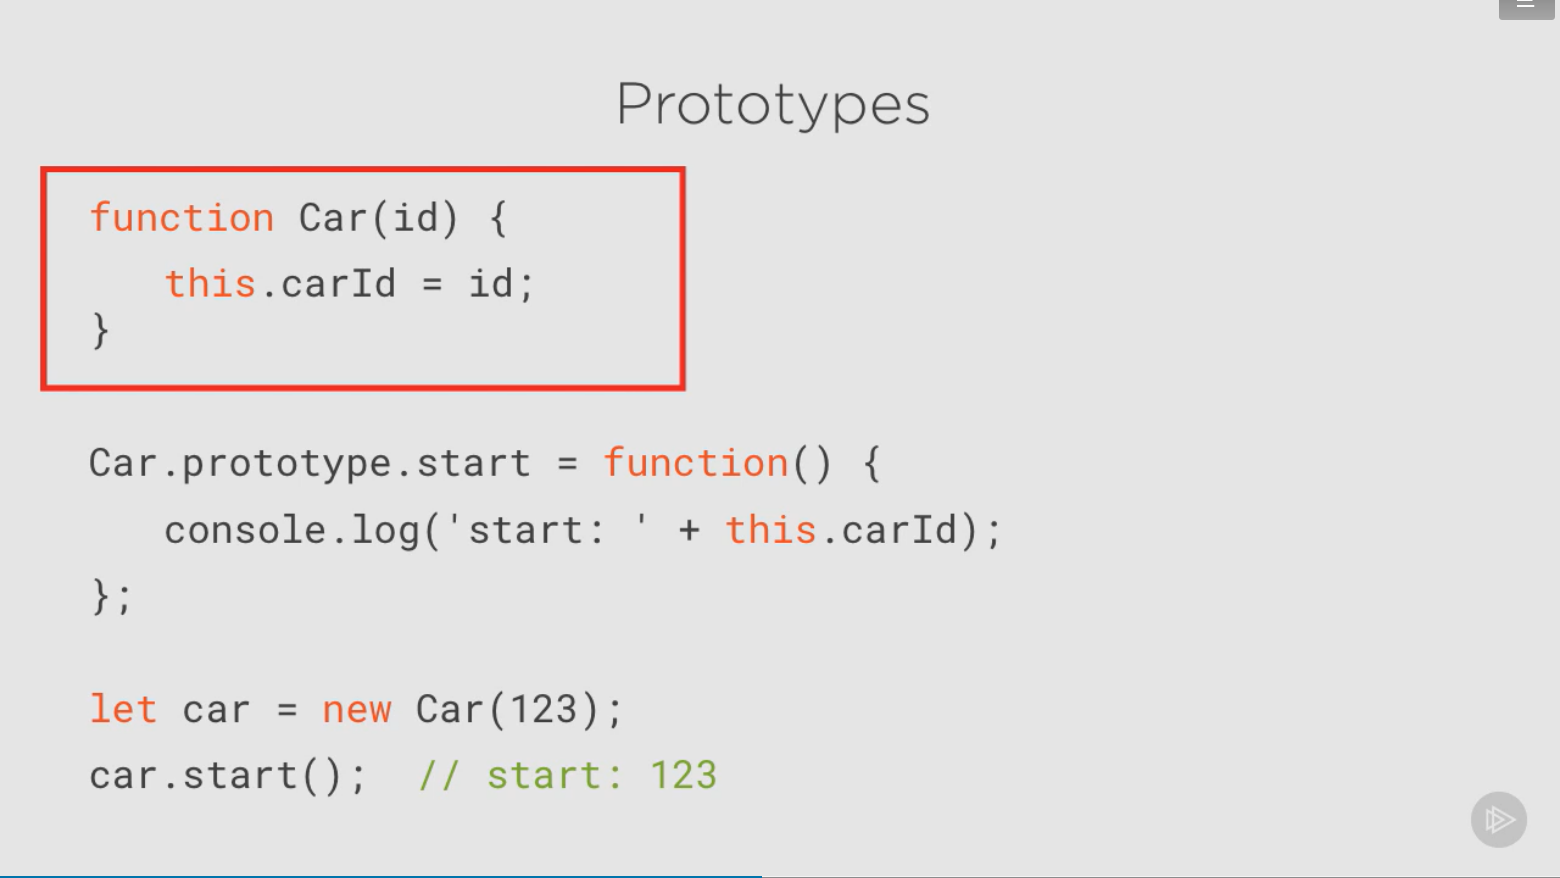 Prototypes
function Car(id) {
this.carId = id;
}
Car.prototype.start = function() {
console.log('start: ' + this.carId);
};
let car = new Car(123);
car.start(); // start: 123